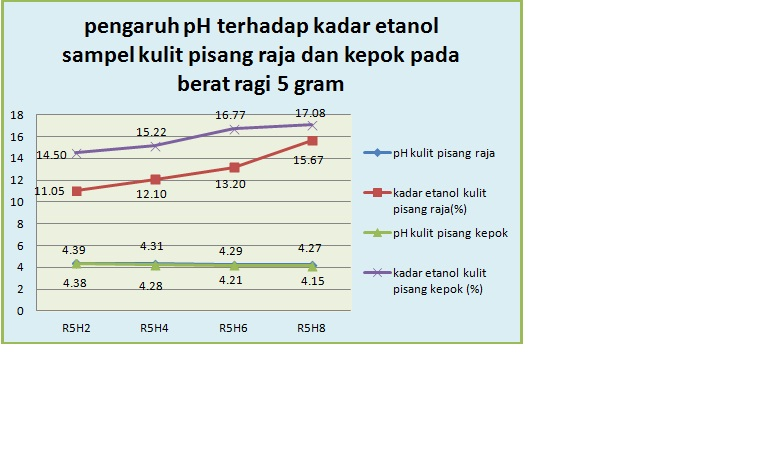 pengaruh pH terhadap kadar etanol
sampel kulit pisang raja dan kepok pada
berat ragi 5 gram
18
16
14
12
10
8
6
4
2
0
14.50
15.22
16.77
17.08
11.05
12.10
13.20
15.67
4.39
4.31
4.29
4.27
4.38
4.28
4.21
4.15
R5H2
R5H4
R5H6
R5H8
pH kulit pisang raja
kadar etanol kulit
pisang raja(%)
pH kulit pisang kepok
kadar etanol kulit
pisang kepok (%)